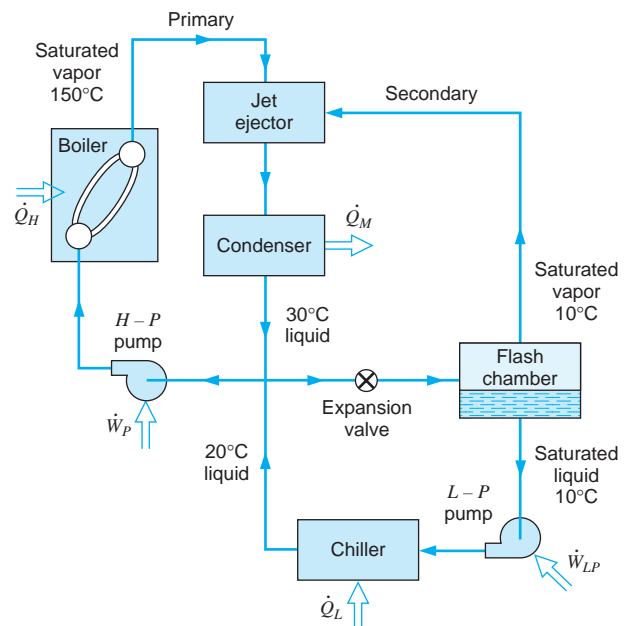 Primary
Saturated
vapor
150°C
Jet
ejector
Secondary
Boiler
Q̇H
Condenser
Q̇M
30°C
liquid
Saturated
vapor
10°C
H – P
pump
Flash
chamber
Expansion
valve
ẆP
20°C
liquid
Saturated
liquid
10°C
L – P
pump
Chiller
ẆLP
Q̇L